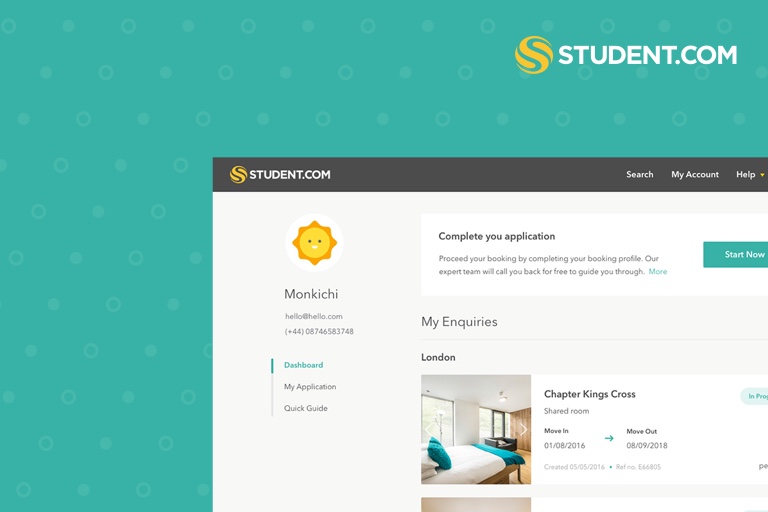 STUDENT.COM
STUDENT.COM
Search
My Account
Help
Complete you application
Proceed your booking by completing your booking profile. Our
expert team will call you back for free to guide you through. More
Start Now
Monkichi
hello@hello.com
(+44) 08746583748
Dashboard
My Application
Quick Guide
My Enquiries
London
Chapter Kings Cross
In Prog
Shared room
Move In
Move Out
01/08/2016
08/09/2018
Created 05/05/2016 • Ref-no. E66805
pe